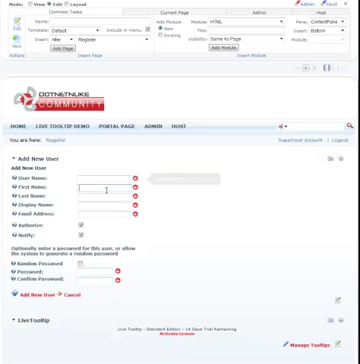 Mode: View Edit Layout Admin Host
Common Tasks Current Page Admin Host
Name:
Template: Default Include in Menu:
Insert: After Register
Add Page
Edit
New
Actions Insert Page
Add Module: New Existing
Module: HTML
Title:
Visibility: Same As Page
Add Module
Pane: ContentPane
Insert: Bottom
Module:
Insert Module
DOTNETNUKE
COMMUNITY
HOME LIVE TOOLTIP DEMO PORTAL PAGE ADMIN HOST
You are here: Register SuperUser Account | Logout
Add New User
Add New User
User Name:
First Name:
Last Name:
Display Name:
Email Address:
Authorize:
Notify:
Optionally enter a password for this user, or allow
the system to generate a random password
Random Password
Password:
Confirm Password:
Add New User Cancel
LiveTooltip
Live Tooltip - Standard Edition - 14 Days Trial Remaining
Activate License
Manage Tooltips